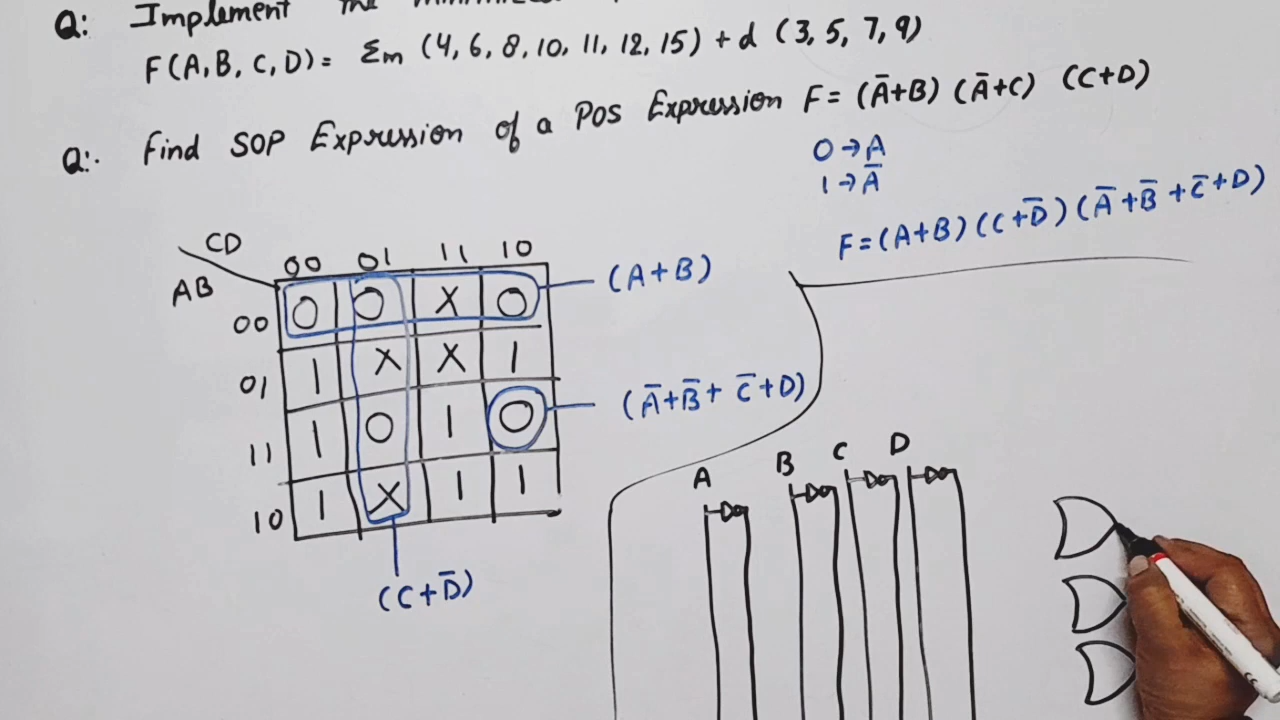 Q: Implement the
F(A,B,C,D)= Σm (4,6,8,10,11,12,15) + d (3,5,7,9)
Q:. Find SOP Expression of a POS Expression F= (Ā+B) (Ā+C) (C+D)
0→A
1→Ā
F=(A+B)(C+D̄)(Ā+B̄+C̄+D)
CD
AB
00 01 11 10
00 0 0 X 0 (A+B)
01 1 X X 1
11 1 0 1 0 (Ā+B̄+C̄+D)
10 1 X 1 1
(C+D̄)
A B C D